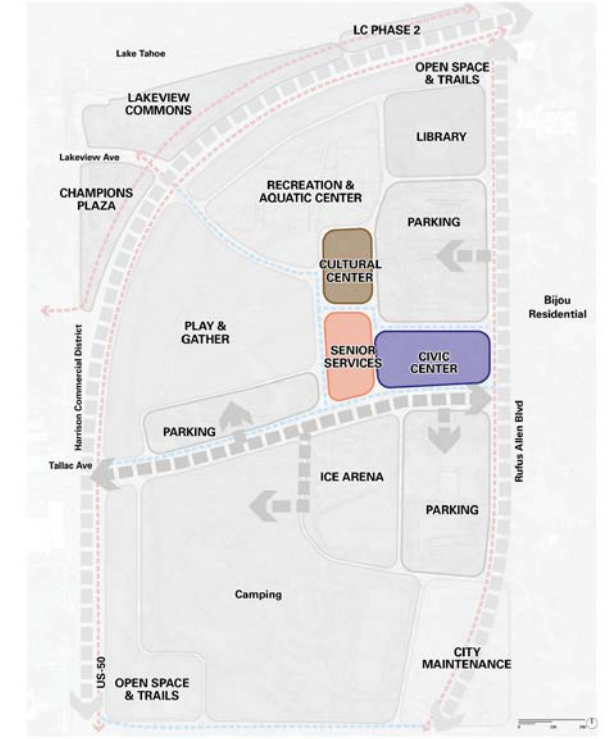 LC PHASE 2
Lake Tahoe
OPEN SPACE
& TRAILS
LAKEVIEW
COMMONS
LIBRARY
Lakeview Ave
RECREATION &
AQUATIC CENTER
CHAMPIONS
PLAZA
PARKING
CULTURAL
CENTER
Bijou
Residential
PLAY &
GATHER
SENIOR
SERVICES
CIVIC
CENTER
Harrison Commercial District
PARKING
Rufus Allen Blvd
Tallac Ave
ICE ARENA
PARKING
Camping
CITY
MAINTENANCE
US-50
OPEN SPACE
& TRAILS